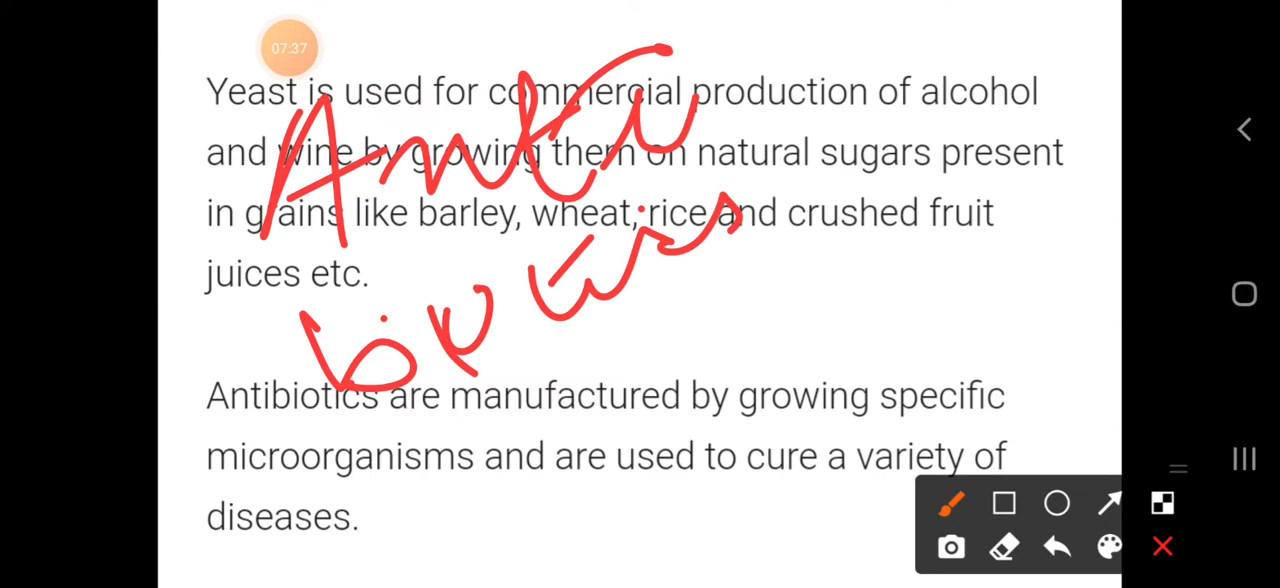 07:37
Yeast is used for commercial production of alcohol
and wine by growing them on natural sugars present
in grains like barley, wheat, rice and crushed fruit
juices etc.
Anti
biotics
Antibiotics are manufactured by growing specific
microorganisms and are used to cure a variety of
diseases.